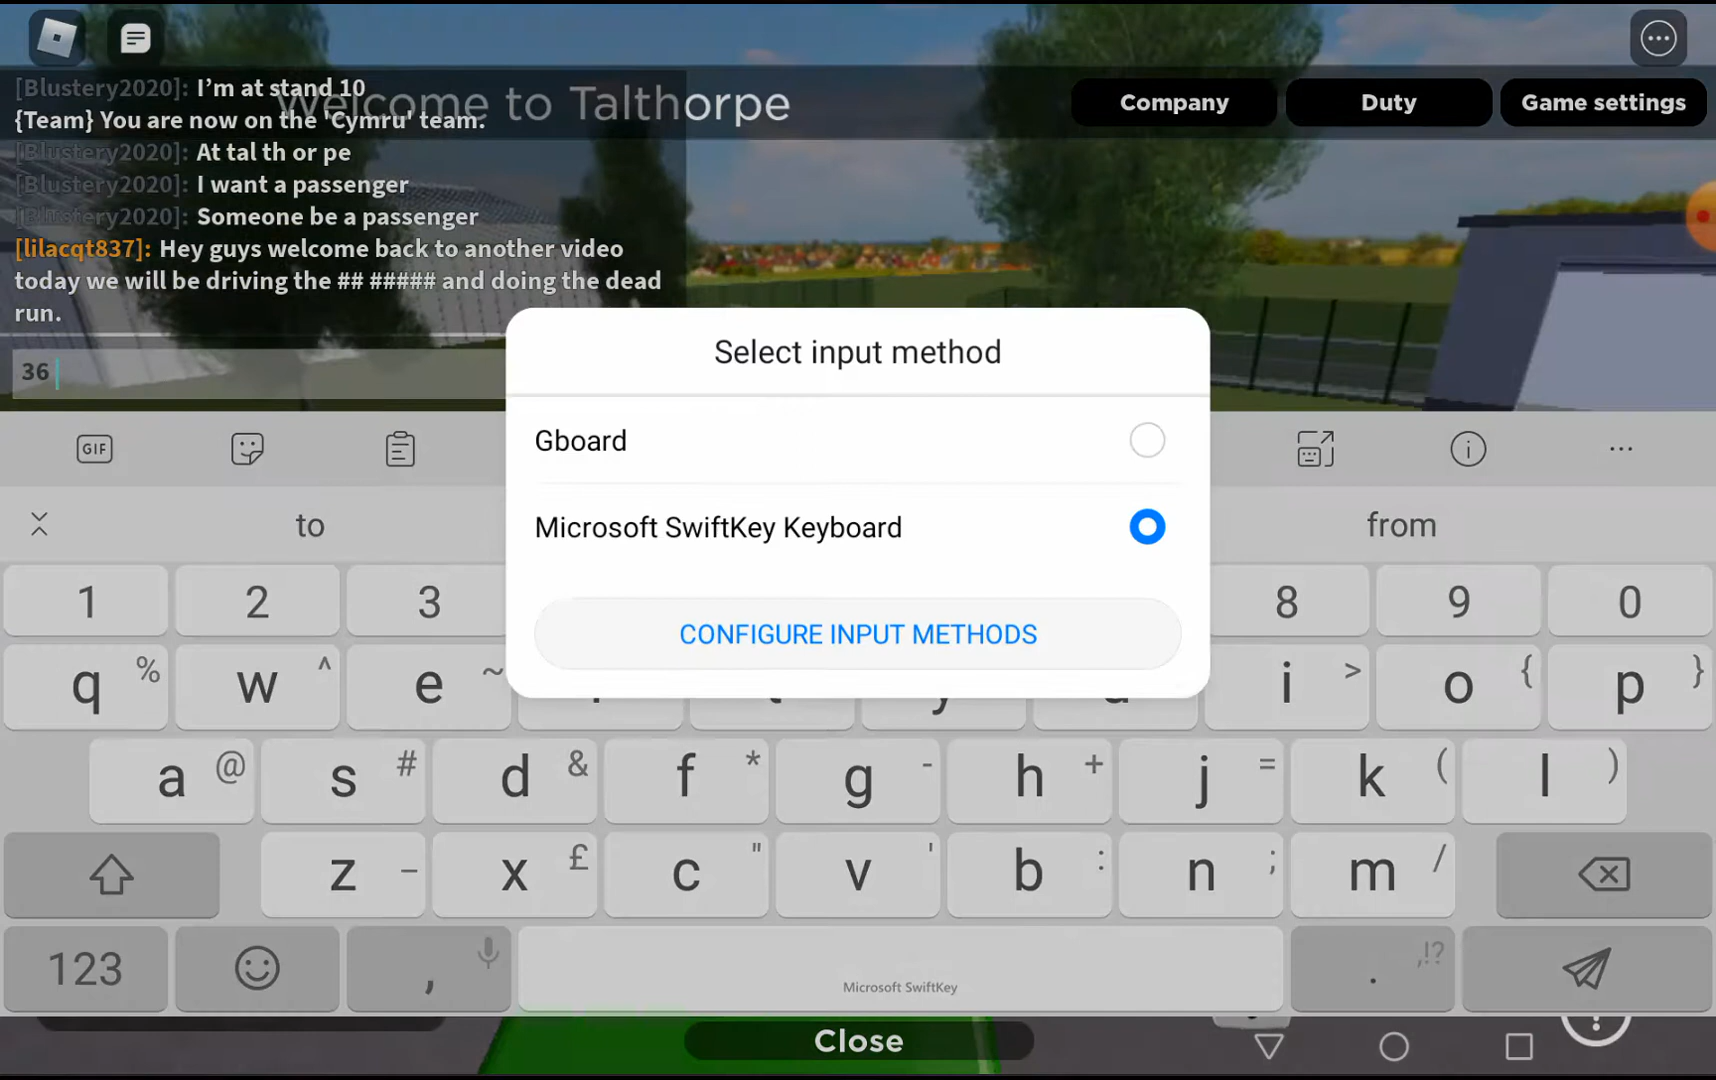 [Blustery2020]: I'm at stand 10
Welcome to Talthorpe
Company
Duty
Game settings
{Team} You are now on the 'Cymru' team.
[Blustery2020]: At tal th or pe
[Blustery2020]: I want a passenger
[Blustery2020]: Someone be a passenger
[lilacqt837]: Hey guys welcome back to another video
today we will be driving the ## ##### and doing the dead
run.
36
Select input method
Gboard
Microsoft SwiftKey Keyboard
CONFIGURE INPUT METHODS
GIF
to
from
1 2 3 8 9 0
q % w ^ e ~ y i > o { p }
a @ s # d & f * g - h + j = k ( l )
z _ x £ c " v ' b : n ; m /
123 , . ,!?
Microsoft SwiftKey
Close